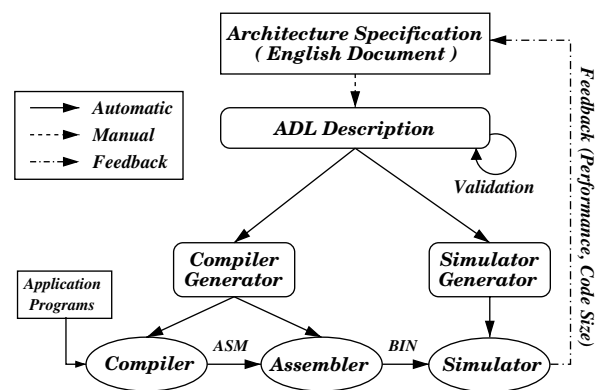 Architecture Specification
( English Document )
Automatic
Manual
Feedback
ADL Description
Validation
Feedback (Performance, Code Size)
Compiler
Generator
Simulator
Generator
Application
Programs
Compiler
ASM
Assembler
BIN
Simulator